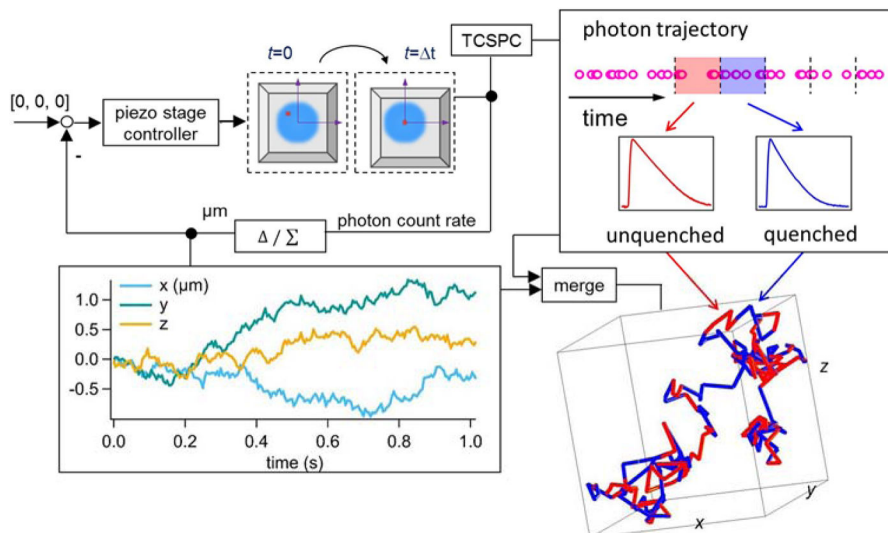 t=0
t=Δt
TCSPC
[0, 0, 0]
piezo stage
controller
-
μm
Δ / Σ
photon count rate
photon trajectory
time
unquenched
quenched
merge
x (μm)
y
z
1.0
0.5
0.0
-0.5
0.0
0.2
0.4
0.6
0.8
1.0
time (s)
z
y
x